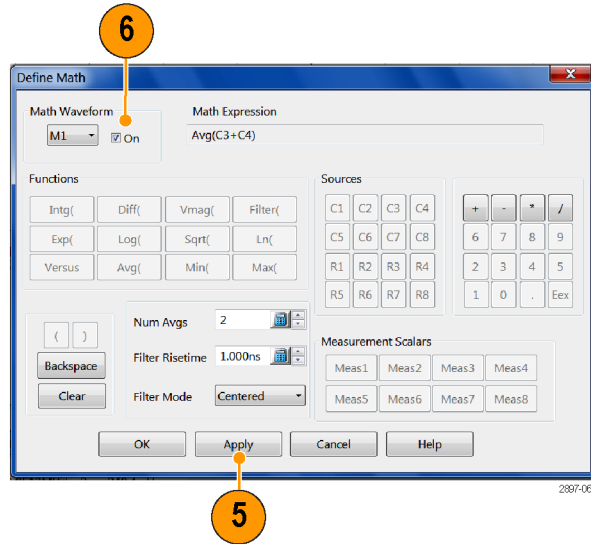 6
Define Math
X
Math Waveform
M1
On
Math Expression
Avg(C3+C4)
Functions
Intg( Diff( Vmag( Filter(
Exp( Log( Sqrt( Ln(
Versus Avg( Min( Max(
Sources
C1 C2 C3 C4
C5 C6 C7 C8
R1 R2 R3 R4
R5 R6 R7 R8
+ - * /
6 7 8 9
2 3 4 5
1 0 . Eex
( )
Backspace
Clear
Num Avgs 2
Filter Risetime 1.000ns
Filter Mode Centered
Measurement Scalars
Meas1 Meas2 Meas3 Meas4
Meas5 Meas6 Meas7 Meas8
OK Apply Cancel Help
2897-06
5